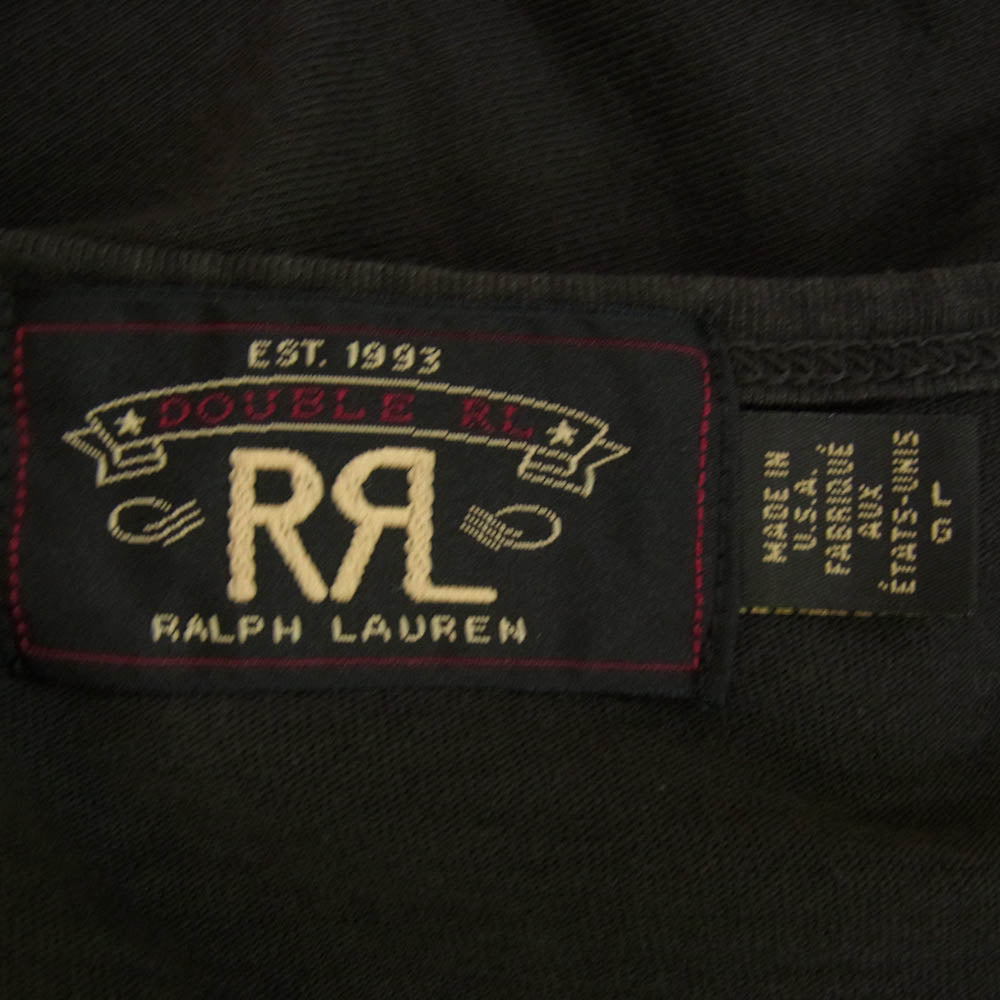 EST. 1993
DOUBLE RL
RRL
RALPH LAUREN
MADE IN
U.S.A.
FABRIQUÉ
AUX
ÉTATS-UNIS